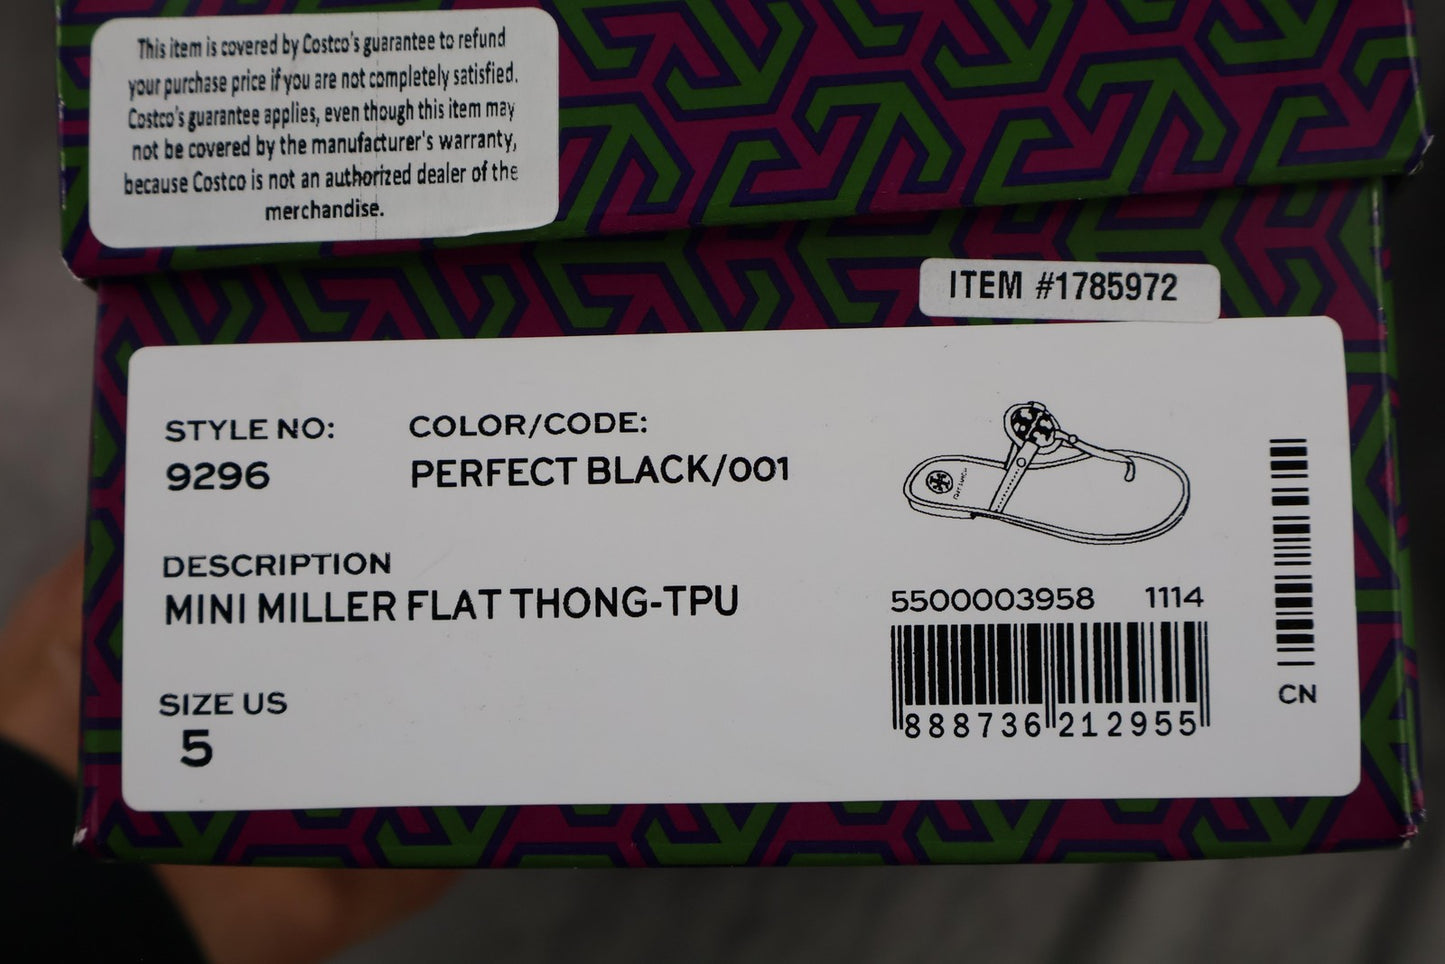 This item is covered by Costco's guarantee to refund
your purchase price if you are not completely satisfied.
Costco's guarantee applies, even though this item may
not be covered by the manufacturer's warranty,
because Costco is not an authorized dealer of the
merchandise.
ITEM #1785972
STYLE NO:
9296
COLOR/CODE:
PERFECT BLACK/001
DESCRIPTION
MINI MILLER FLAT THONG-TPU
SIZE US
5
5500003958 1114
888736 212955
CN